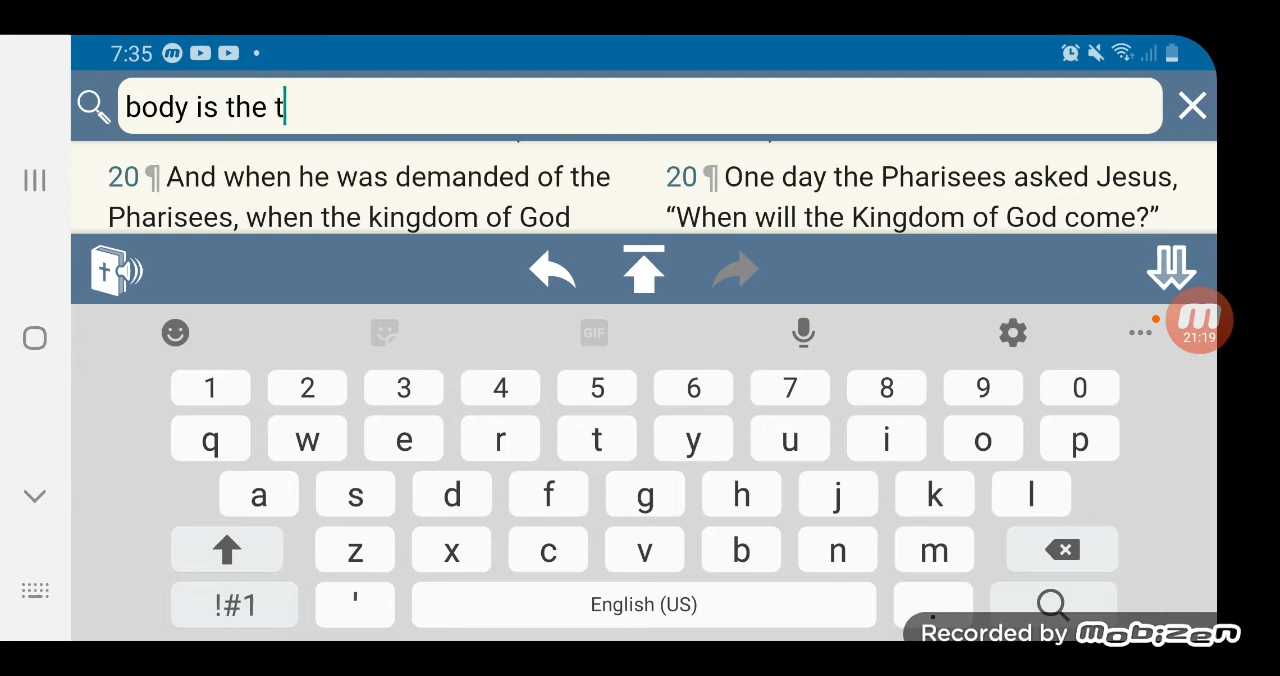 7:35
body is the t
20 ¶ And when he was demanded of the
Pharisees, when the kingdom of God
20 ¶ One day the Pharisees asked Jesus,
“When will the Kingdom of God come?”
21:19
GIF
1 2 3 4 5 6 7 8 9 0
q w e r t y u i o p
a s d f g h j k l
z x c v b n m
!#1 ' English (US) .
Recorded by mobizen